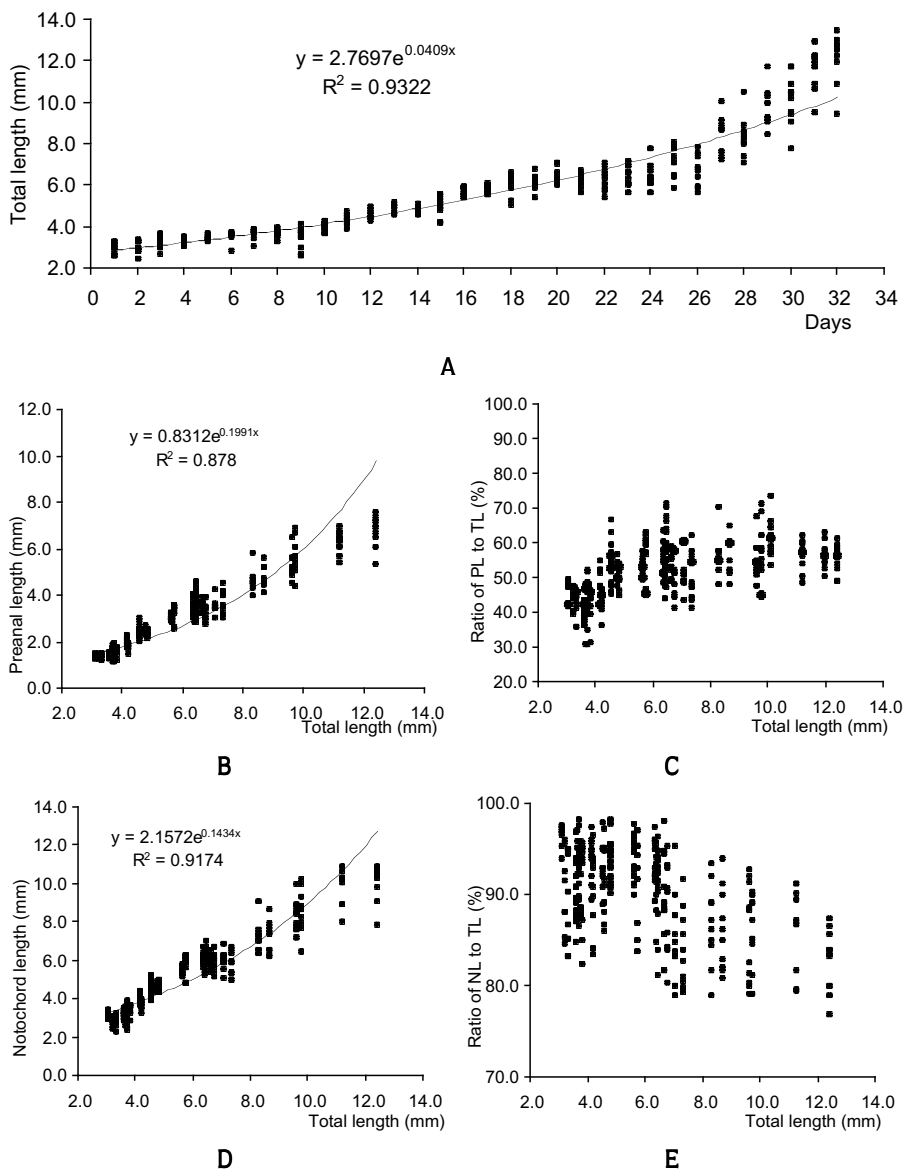 14.0
12.0
10.0
8.0
6.0
4.0
2.0
Total length (mm)
y = 2.7697e^0.0409x
R² = 0.9322
0 2 4 6 8 10 12 14 16 18 20 22 24 26 28 30 32 34
Days
A
12.0
10.0
8.0
6.0
4.0
2.0
0.0
Preanal length (mm)
y = 0.8312e^0.1991x
R² = 0.878
2.0 4.0 6.0 8.0 10.0 12.0 14.0
Total length (mm)
B
100.0
90.0
80.0
70.0
60.0
50.0
40.0
30.0
20.0
Ratio of PL to TL (%)
2.0 4.0 6.0 8.0 10.0 12.0 14.0
Total length (mm)
C
14.0
12.0
10.0
8.0
6.0
4.0
2.0
0.0
Notochord length (mm)
y = 2.1572e^0.1434x
R² = 0.9174
2.0 4.0 6.0 8.0 10.0 12.0 14.0
Total length (mm)
D
100.0
90.0
80.0
70.0
Ratio of NL to TL (%)
2.0 4.0 6.0 8.0 10.0 12.0 14.0
Total length (mm)
E